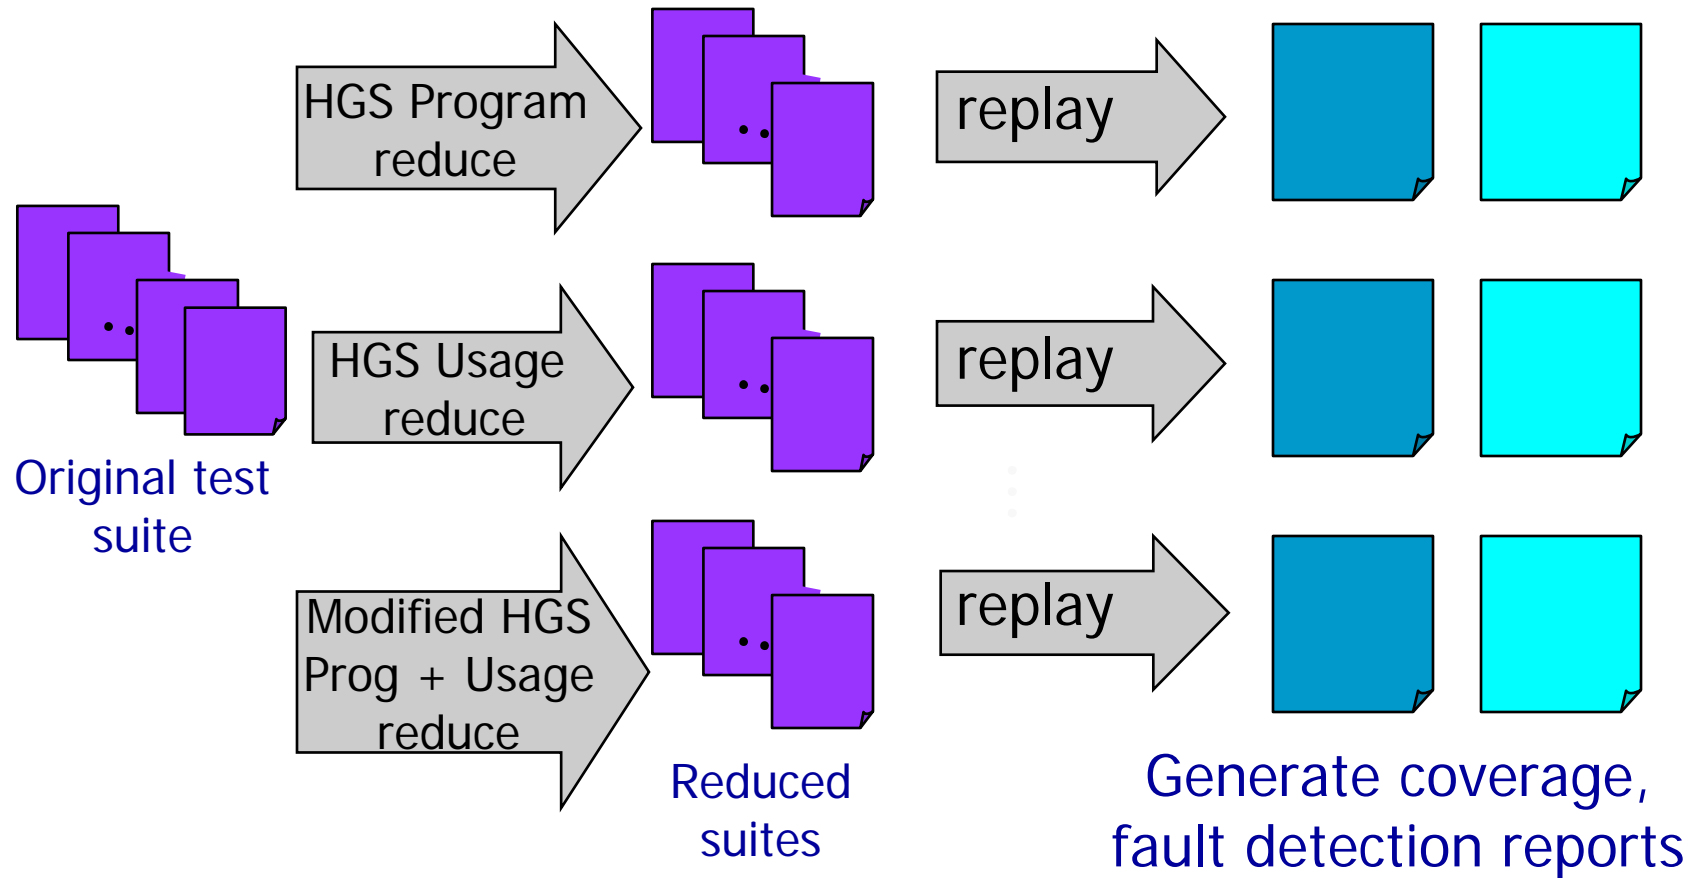 HGS Program
reduce
replay
Original test
suite
HGS Usage
reduce
replay
Modified HGS
Prog + Usage
reduce
replay
Reduced
suites
Generate coverage,
fault detection reports